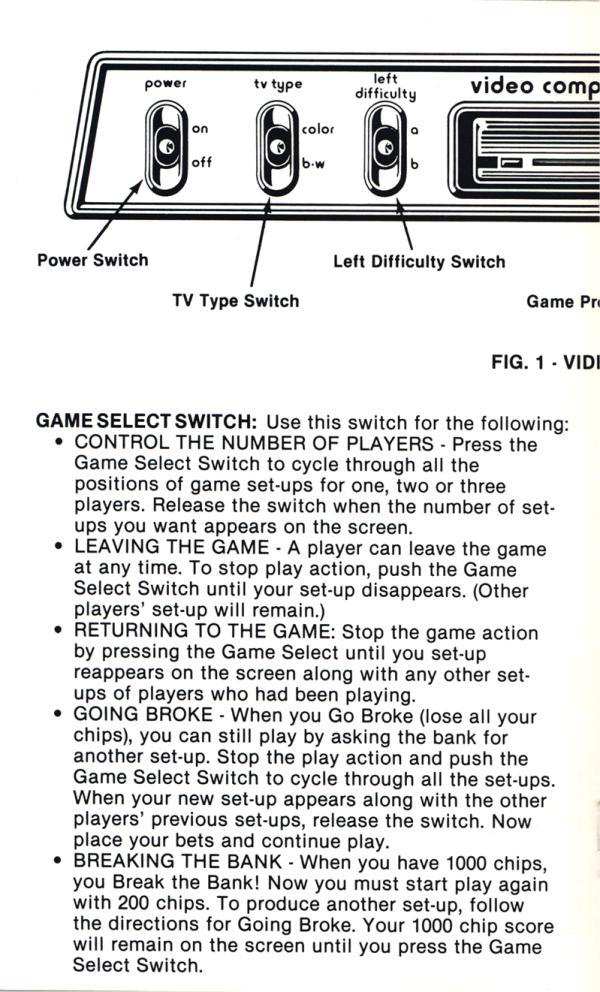 power
tv type
left
difficulty
video comp
on
off
color
b·w
a
b
Power Switch
Left Difficulty Switch
TV Type Switch
Game Pr
FIG. 1 - VID
GAME SELECT SWITCH: Use this switch for the following:
• CONTROL THE NUMBER OF PLAYERS - Press the
Game Select Switch to cycle through all the
positions of game set-ups for one, two or three
players. Release the switch when the number of set-
ups you want appears on the screen.
• LEAVING THE GAME - A player can leave the game
at any time. To stop play action, push the Game
Select Switch until your set-up disappears. (Other
players' set-up will remain.)
• RETURNING TO THE GAME: Stop the game action
by pressing the Game Select until you set-up
reappears on the screen along with any other set-
ups of players who had been playing.
• GOING BROKE - When you Go Broke (lose all your
chips), you can still play by asking the bank for
another set-up. Stop the play action and push the
Game Select Switch to cycle through all the set-ups.
When your new set-up appears along with the other
players' previous set-ups, release the switch. Now
place your bets and continue play.
• BREAKING THE BANK - When you have 1000 chips,
you Break the Bank! Now you must start play again
with 200 chips. To produce another set-up, follow
the directions for Going Broke. Your 1000 chip score
will remain on the screen until you press the Game
Select Switch.